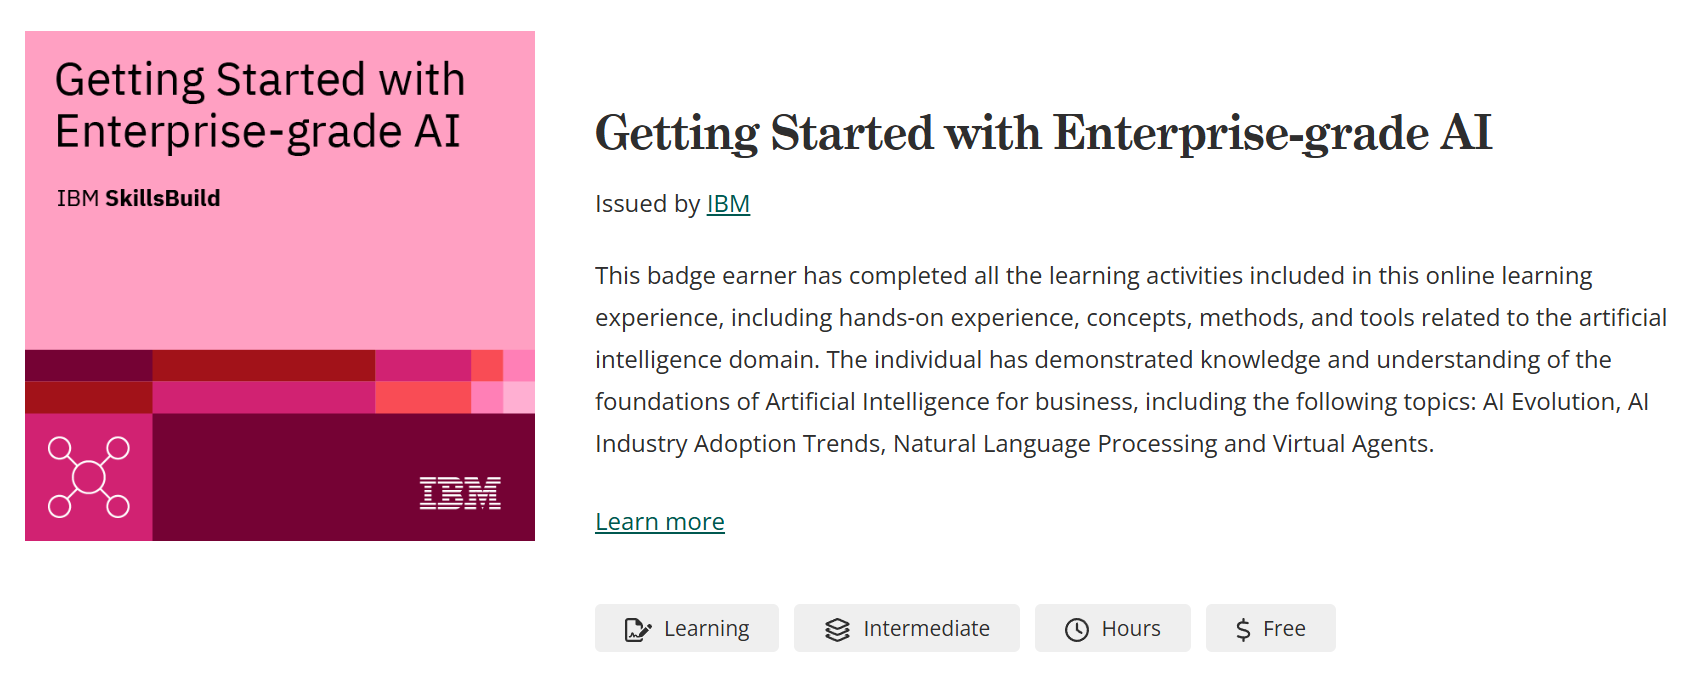 Getting Started with
Enterprise-grade AI
IBM SkillsBuild
IBM
Getting Started with Enterprise-grade AI
Issued by IBM
This badge earner has completed all the learning activities included in this online learning
experience, including hands-on experience, concepts, methods, and tools related to the artificial
intelligence domain. The individual has demonstrated knowledge and understanding of the
foundations of Artificial Intelligence for business, including the following topics: AI Evolution, AI
Industry Adoption Trends, Natural Language Processing and Virtual Agents.
Learn more
Learning
Intermediate
Hours
Free